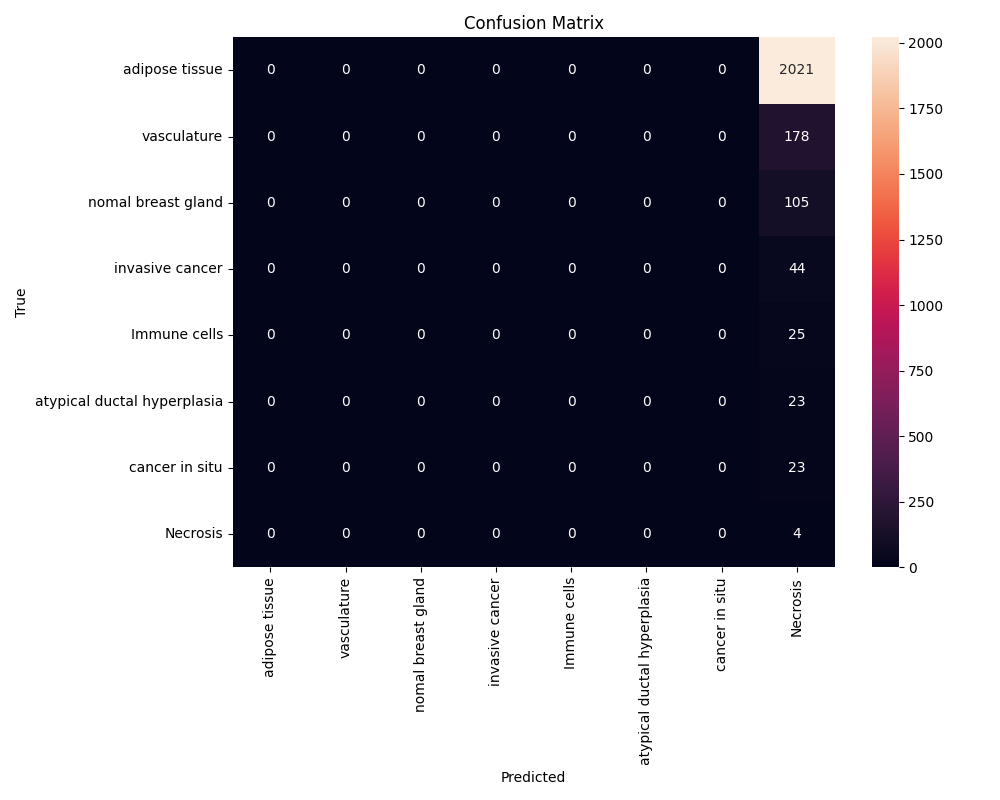 Confusion Matrix
True
adipose tissue 0 0 0 0 0 0 0 2021
vasculature 0 0 0 0 0 0 0 178
nomal breast gland 0 0 0 0 0 0 0 105
invasive cancer 0 0 0 0 0 0 0 44
Immune cells 0 0 0 0 0 0 0 25
atypical ductal hyperplasia 0 0 0 0 0 0 0 23
cancer in situ 0 0 0 0 0 0 0 23
Necrosis 0 0 0 0 0 0 0 4
adipose tissue
vasculature
nomal breast gland
invasive cancer
Immune cells
atypical ductal hyperplasia
cancer in situ
Necrosis
Predicted
2000
1750
1500
1250
1000
750
500
250
0